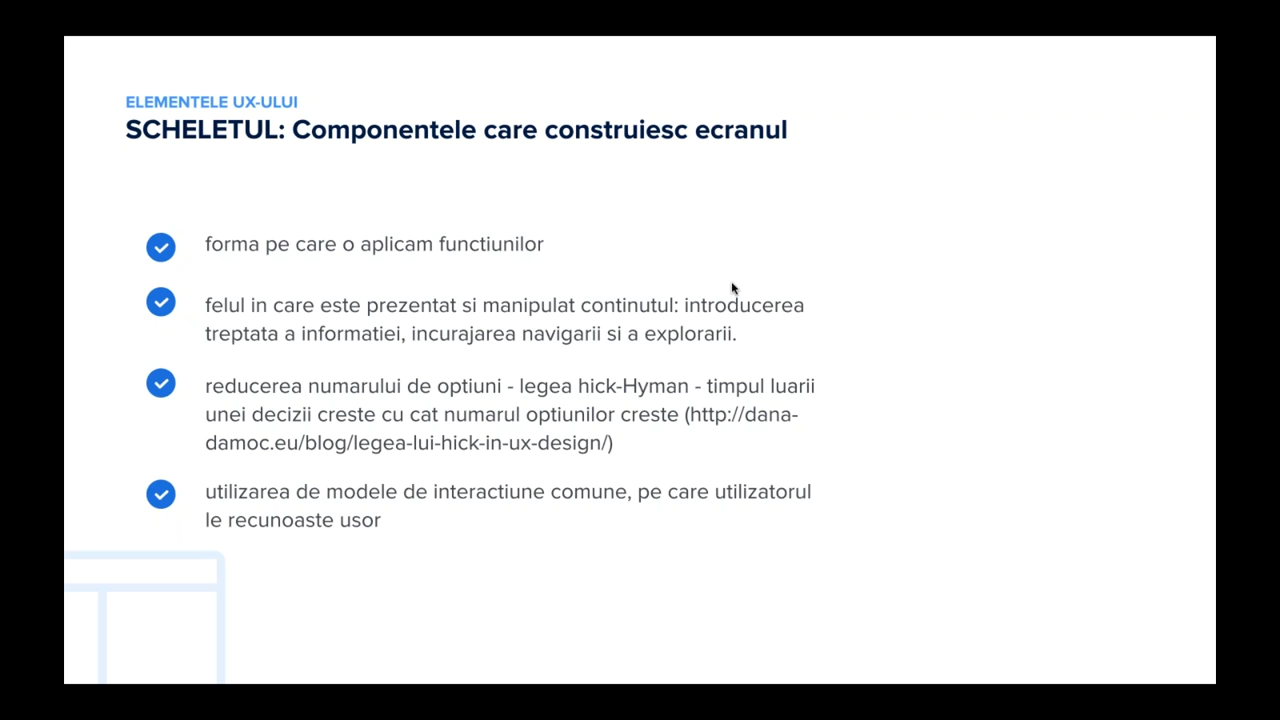 ELEMENTELE UX-ULUI
SCHELETUL: Componentele care construiesc ecranul
forma pe care o aplicam functiunilor
felul in care este prezentat si manipulat continutul: introducerea
treptata a informatiei, incurajarea navigarii si a explorarii.
reducerea numarului de optiuni - legea hick-Hyman - timpul luarii
unei decizii creste cu cat numarul optiunilor creste (http://dana-
damoc.eu/blog/legea-lui-hick-in-ux-design/)
utilizarea de modele de interactiune comune, pe care utilizatorul
le recunoaste usor